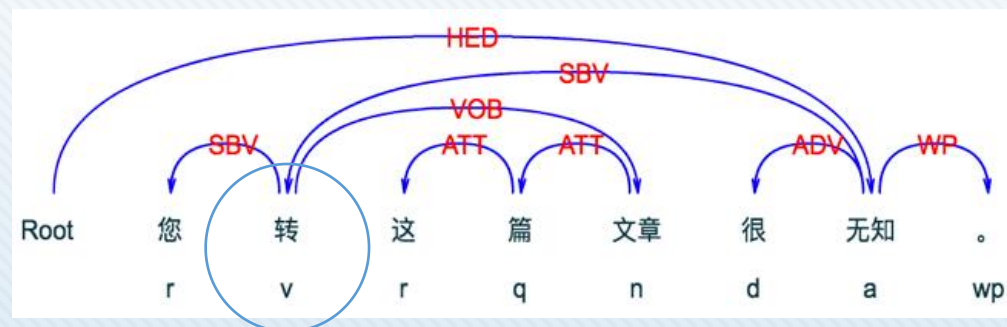 HED
SBV
VOB
SBV ATT ATT ADV WP
Root 您 转 这 篇 文章 很 无知 。
r v r q n d a wp